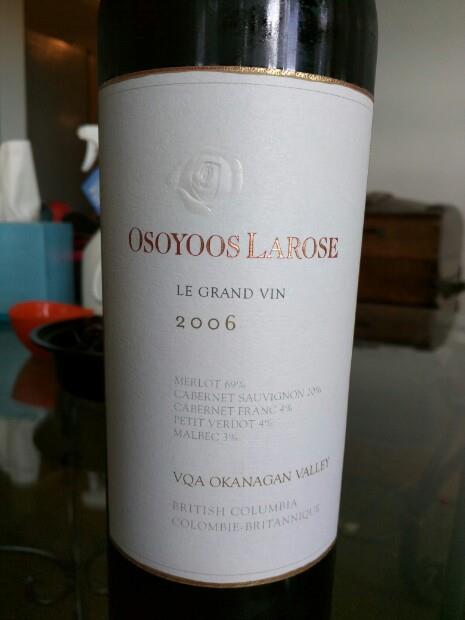 OSOYOOS LAROSE
LE GRAND VIN
2006
MERLOT 69%
CABERNET SAUVIGNON 20%
CABERNET FRANC 4%
PETIT VERDOT 4%
MALBEC 3%
VQA OKANAGAN VALLEY
BRITISH COLUMBIA
COLOMBIE-BRITANNIQUE